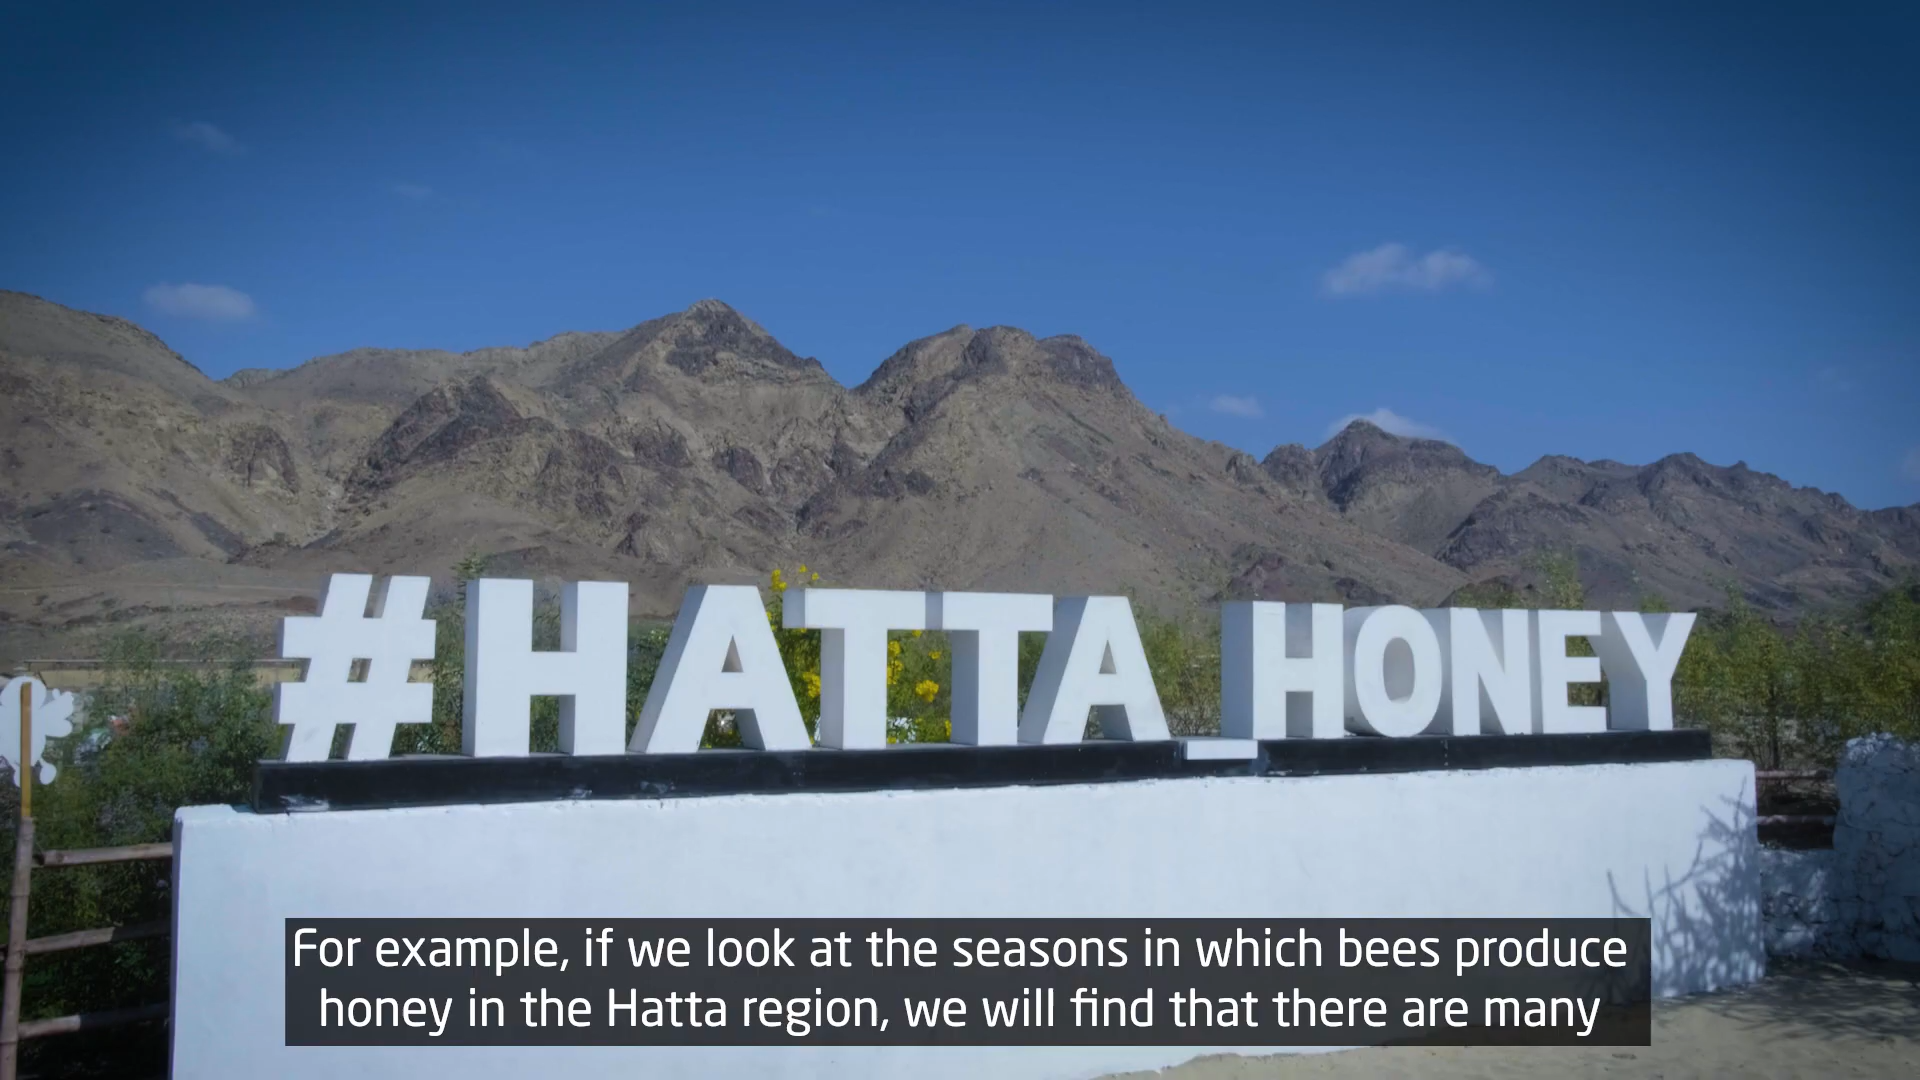 #HATTA_HONEY
For example, if we look at the seasons in which bees produce
honey in the Hatta region, we will find that there are many